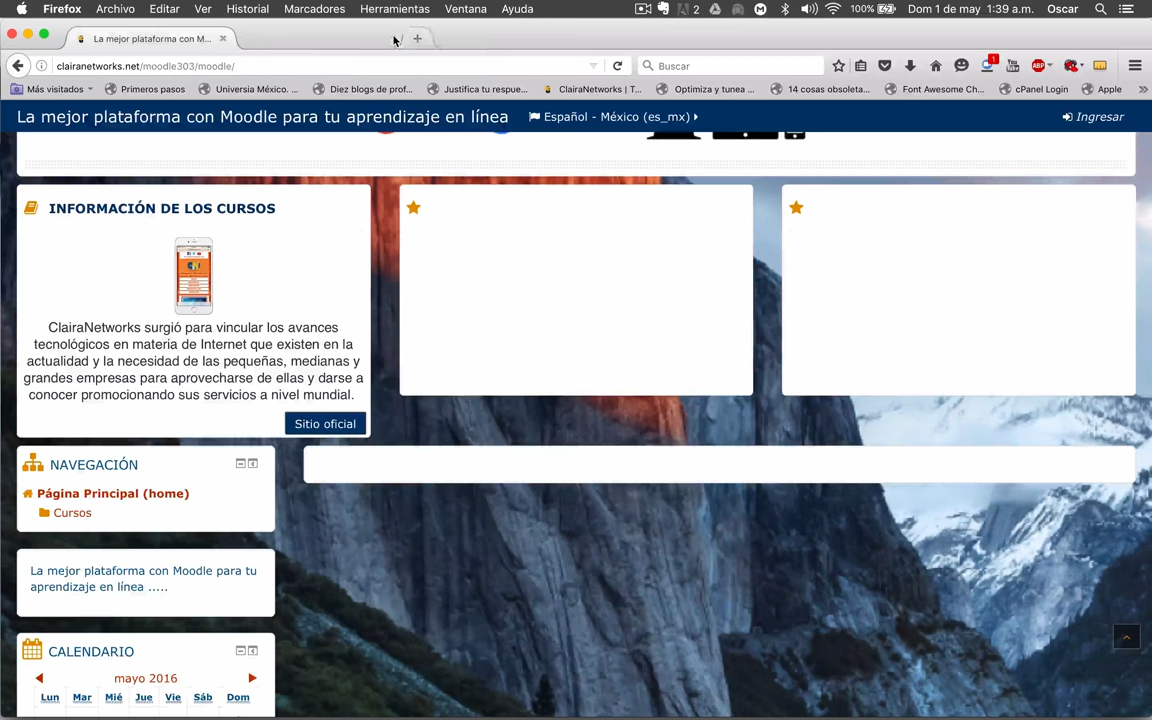 Firefox Archivo Editar Ver Historial Marcadores Herramientas Ventana Ayuda 2 100% Dom 1 de may 1:39 a.m. Oscar
La mejor plataforma con M...
clairanetworks.net/moodle303/moodle/ Buscar 1 ABP
Más visitados Primeros pasos Universia México. ... Diez blogs de prof... Justifica tu respue... ClairaNetworks | T... Optimiza y tunea ... 14 cosas obsoleta... Font Awesome Ch... cPanel Login Apple
La mejor plataforma con Moodle para tu aprendizaje en línea Español - México (es_mx) Ingresar
INFORMACIÓN DE LOS CURSOS
ClairaNetworks surgió para vincular los avances
tecnológicos en materia de Internet que existen en la
actualidad y la necesidad de las pequeñas, medianas y
grandes empresas para aprovecharse de ellas y darse a
conocer promocionando sus servicios a nivel mundial.
Sitio oficial
NAVEGACIÓN
Página Principal (home)
Cursos
La mejor plataforma con Moodle para tu
aprendizaje en línea .....
CALENDARIO
mayo 2016
Lun Mar Mié Jue Vie Sáb Dom